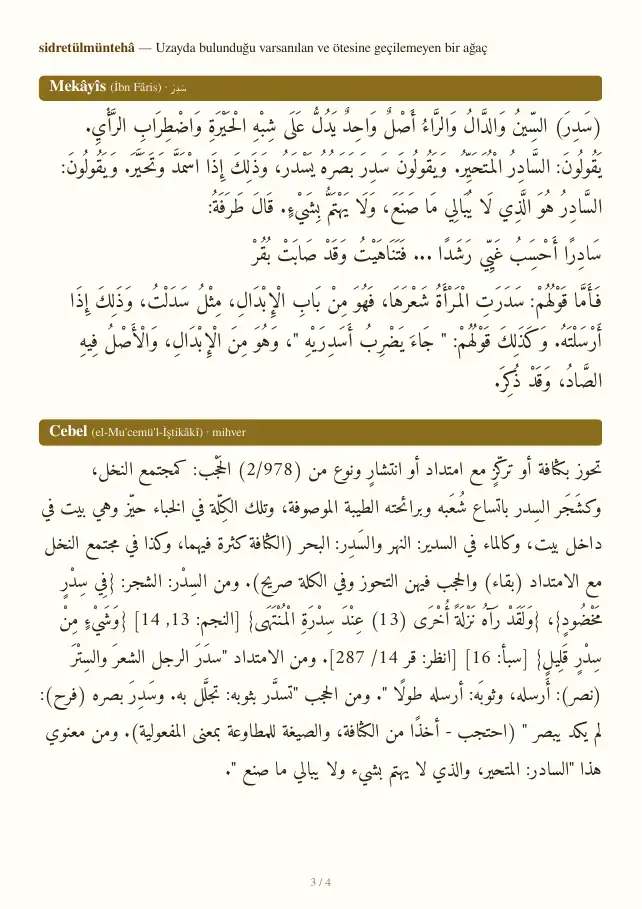 sidretülmüntehâ — Uzayda bulunduğu varsanılan ve ötesine geçilemeyen bir ağaç
Mekâyîs (İbn Fâris) · سَدِرَ
(سَدِرَ) السِّينُ وَالدَّالُ وَالرَّاءُ أَصْلٌ وَاحِدٌ يَدُلُّ عَلَى شِبْهِ الْحَيْرَةِ وَاضْطِرَابِ الرَّأْيِ.
يَقُولُونَ: السَّادِرُ الْمُتَحَيِّرُ. وَيَقُولُونَ سَدِرَ بَصَرُهُ يَسْدَرُ، وَذَلِكَ إِذَا اسْمَدَّ وَتَحَيَّرَ. وَيَقُولُونَ:
السَّادِرُ هُوَ الَّذِي لَا يُبَالِي مَا صَنَعَ، وَلَا يَهْتَمُّ بِشَيْءٍ. قَالَ طَرَفَةُ:
سَادِرًا أَحْسَبُ غَيِّي رَشَدًا ... فَتَنَاهَيْتُ وَقَدْ صَابَتْ بُقُرْ
فَأَمَّا قَوْلُهُمْ: سَدَرَتِ الْمَرْأَةُ شَعْرَهَا، فَهُوَ مِنْ بَابِ الْإِبْدَالِ، مِثْلُ سَدَلْتُ، وَذَلِكَ إِذَا
أَرْسَلْتَهُ. وَكَذَلِكَ قَوْلُهُمْ: " جَاءَ يَضْرِبُ أَسْدَرَيْهِ "، وَهُوَ مِنَ الْإِبْدَالِ، وَالْأَصْلُ فِيهِ
الصَّادُ، وَقَدْ ذُكِرَ.
Cebel (el-Mu'cemü'l-İştikâkî) · mihver
تحوز بكثافة أو تركّزٍ مع امتداد أو انتشارٍ ونوع من (2/978) الحَجْب: كمجتمع النخل،
وكشَجَر السِدر باتساع شُعَبه وبرائحته الطيبة الموصوفة، وتلك الكِلّة في الخباء حيّز وهي بيت في
داخل بيت، وكالماء في السدير: النهر والسَدِر: البحر (الكثافة كثرة فيهما، وكذا في مجتمع النخل
مع الامتداد (بقاء) والحجب فيهن التحوز وفي الكلة صريح). ومن السِدْر: الشجر: {فِي سِدْرٍ
مَخْضُودٍ}، {وَلَقَدْ رَآهُ نَزْلَةً أُخْرَى (13) عِنْدَ سِدْرَةِ الْمُنْتَهَى} [النجم: 13, 14] {وَشَيْءٍ مِنْ
سِدْرٍ قَلِيلٍ} [سبأ: 16] [انظر: قر 14/ 287]. ومن الامتداد "سدَرَ الرجل الشعرَ والسِتْرَ
(نصر): أرسله، وثوبَه: أرسله طولًا ". ومن الحجب "تسدَّر بثوبه: تجلَّل به. وسَدِرَ بصره (فرح):
لم يكد يبصر " (احتجب - أخذًا من الكثافة، والصيغة للمطاوعة بمعنى المفعولية). ومن معنوي
هذا "السادر: المتحير، والذي لا يهتم بشيء ولا يبالي ما صنع ".
3 / 4